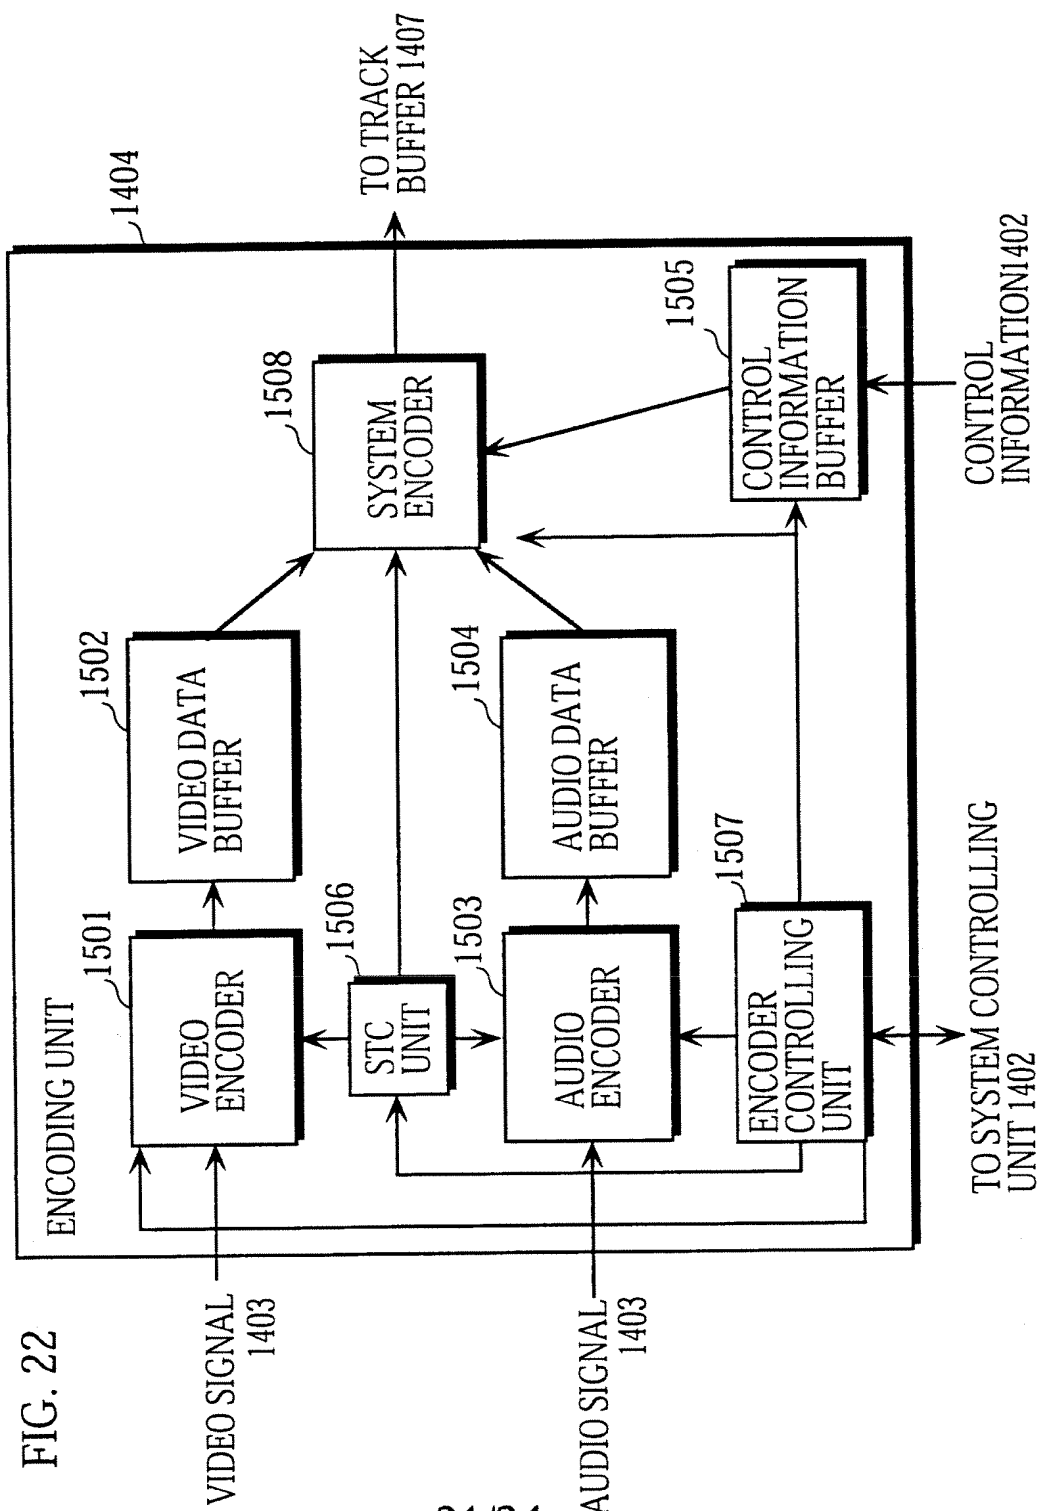 FIG. 22
ENCODING UNIT
1404
VIDEO SIGNAL
1403
1501
VIDEO
ENCODER
1502
VIDEO DATA
BUFFER
1506
STC
UNIT
1508
SYSTEM
ENCODER
TO TRACK
BUFFER 1407
AUDIO SIGNAL
1403
1503
AUDIO
ENCODER
1504
AUDIO DATA
BUFFER
1507
ENCODER
CONTROLLING
UNIT
1505
CONTROL
INFORMATION
BUFFER
TO SYSTEM CONTROLLING
UNIT 1402
CONTROL
INFORMATION1402